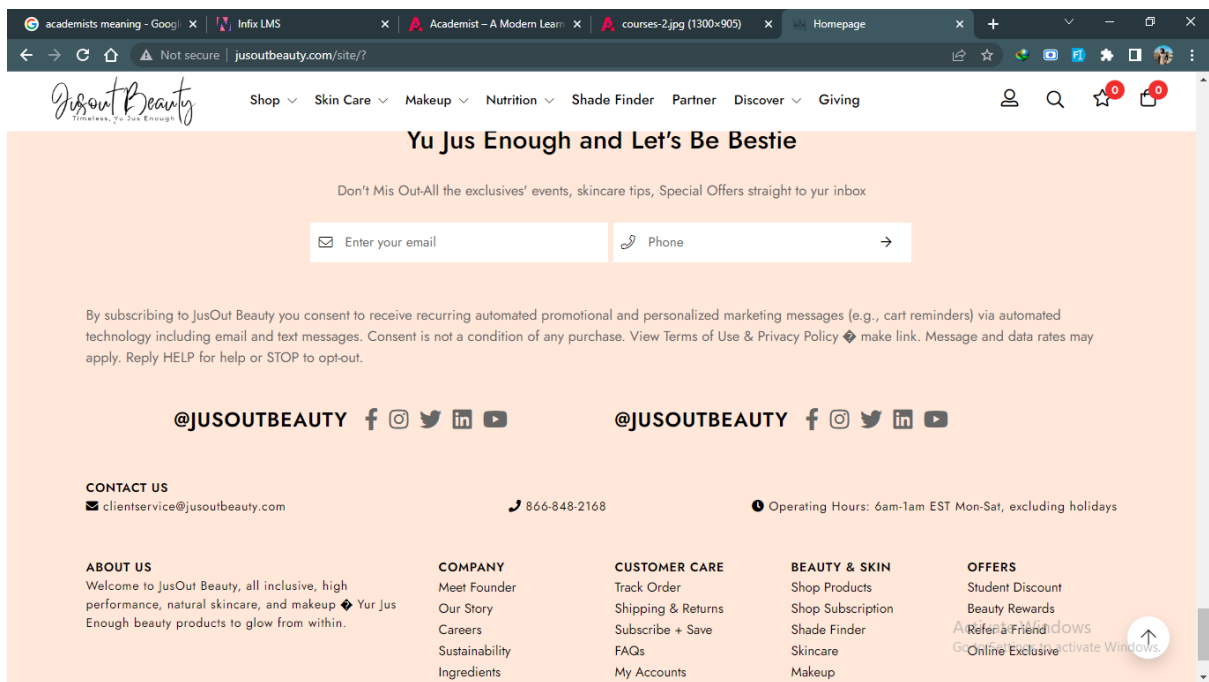 academists meaning - Googl
Infix LMS
Academist – A Modern Learn
courses-2.jpg (1300×905)
Homepage
Not secure | jusoutbeauty.com/site/?
JusOut Beauty
Timeless, Yu Jus Enough
Shop Skin Care Makeup Nutrition Shade Finder Partner Discover Giving
0 0
Yu Jus Enough and Let's Be Bestie
Don't Mis Out-All the exclusives' events, skincare tips, Special Offers straight to yur inbox
Enter your email Phone
By subscribing to JusOut Beauty you consent to receive recurring automated promotional and personalized marketing messages (e.g., cart reminders) via automated
technology including email and text messages. Consent is not a condition of any purchase. View Terms of Use & Privacy Policy � make link. Message and data rates may
apply. Reply HELP for help or STOP to opt-out.
@JUSOUTBEAUTY @JUSOUTBEAUTY
CONTACT US
clientservice@jusoutbeauty.com 866-848-2168 Operating Hours: 6am-1am EST Mon-Sat, excluding holidays
ABOUT US
Welcome to JusOut Beauty, all inclusive, high
performance, natural skincare, and makeup � Yur Jus
Enough beauty products to glow from within.
COMPANY
Meet Founder
Our Story
Careers
Sustainability
Ingredients
CUSTOMER CARE
Track Order
Shipping & Returns
Subscribe + Save
FAQs
My Accounts
BEAUTY & SKIN
Shop Products
Shop Subscription
Shade Finder
Skincare
Makeup
OFFERS
Student Discount
Beauty Rewards
Refer a Friend
Online Exclusive
Activate Windows
Go to Settings to activate Windows.